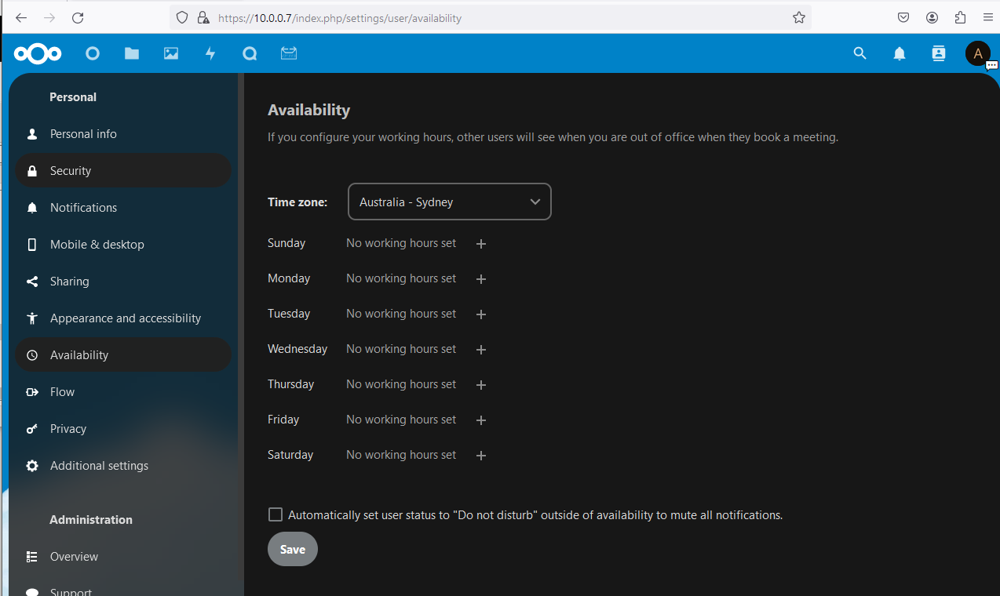 https://10.0.0.7/index.php/settings/user/availability
A
Personal
Personal info
Security
Notifications
Mobile & desktop
Sharing
Appearance and accessibility
Availability
Flow
Privacy
Additional settings
Administration
Overview
Support
Availability
If you configure your working hours, other users will see when you are out of office when they book a meeting.
Time zone: Australia - Sydney
Sunday No working hours set
Monday No working hours set
Tuesday No working hours set
Wednesday No working hours set
Thursday No working hours set
Friday No working hours set
Saturday No working hours set
Automatically set user status to "Do not disturb" outside of availability to mute all notifications.
Save